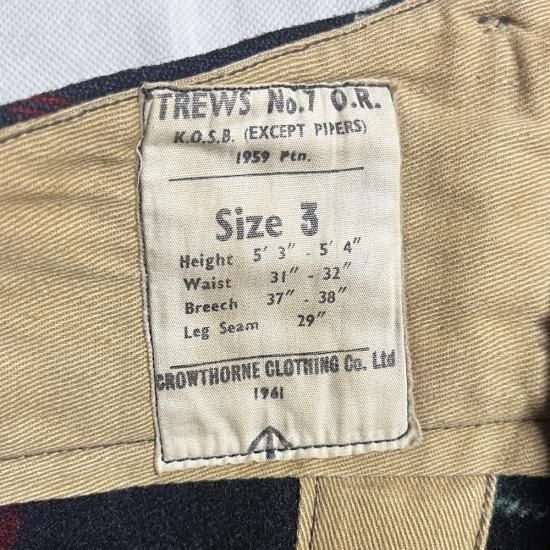 TREWS No.1 O.R.
K.O.S.B. (EXCEPT PIPERS)
1959 Ptn.
Size 3
Height 5' 3" - 5' 4"
Waist 31" - 32"
Breech 37" - 38"
Leg Seam 29"
CROWTHORNE CLOTHING Co. Ltd
1961